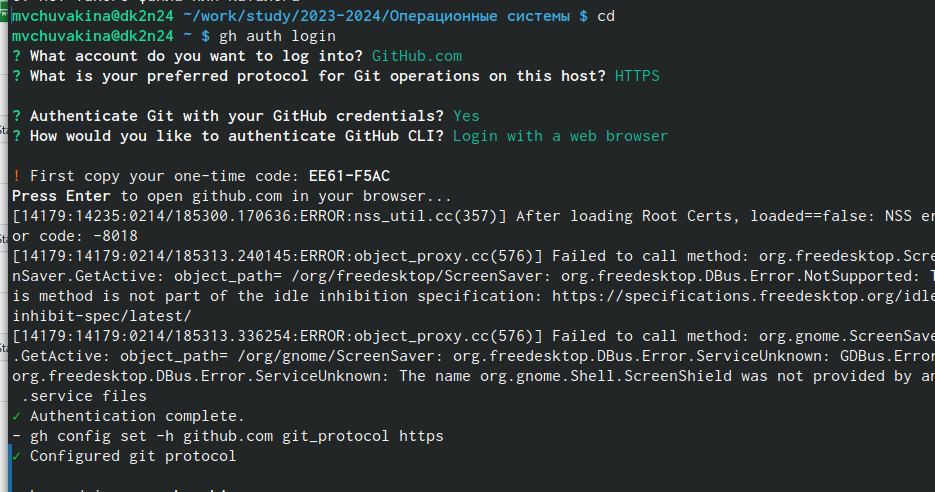 mvchuvakina@dk2n24 ~/work/study/2023-2024/Операционные системы $ cd
mvchuvakina@dk2n24 ~ $ gh auth login
? What account do you want to log into? GitHub.com
? What is your preferred protocol for Git operations on this host? HTTPS
? Authenticate Git with your GitHub credentials? Yes
? How would you like to authenticate GitHub CLI? Login with a web browser
! First copy your one-time code: EE61-F5AC
Press Enter to open github.com in your browser...
[14179:14235:0214/185300.170636:ERROR:nss_util.cc(357)] After loading Root Certs, loaded==false: NSS er
or code: -8018
[14179:14179:0214/185313.240145:ERROR:object_proxy.cc(576)] Failed to call method: org.freedesktop.Scre
nSaver.GetActive: object_path= /org/freedesktop/ScreenSaver: org.freedesktop.DBus.Error.NotSupported: T
is method is not part of the idle inhibition specification: https://specifications.freedesktop.org/idle
inhibit-spec/latest/
[14179:14179:0214/185313.336254:ERROR:object_proxy.cc(576)] Failed to call method: org.gnome.ScreenSave
.GetActive: object_path= /org/gnome/ScreenSaver: org.freedesktop.DBus.Error.ServiceUnknown: GDBus.Error
org.freedesktop.DBus.Error.ServiceUnknown: The name org.gnome.Shell.ScreenShield was not provided by an
.service files
✓ Authentication complete.
- gh config set -h github.com git_protocol https
✓ Configured git protocol